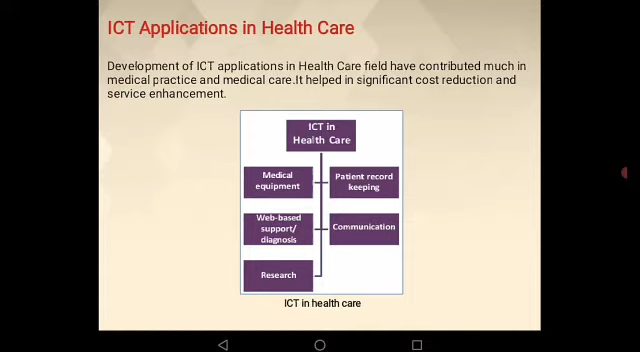 ICT Applications in Health Care
Development of ICT applications in Health Care field have contributed much in
medical practice and medical care.It helped in significant cost reduction and
service enhancement.
ICT in
Health Care
Medical
equipment
Patient record
keeping
Web-based
support/
diagnosis
Communication
Research
ICT in health care